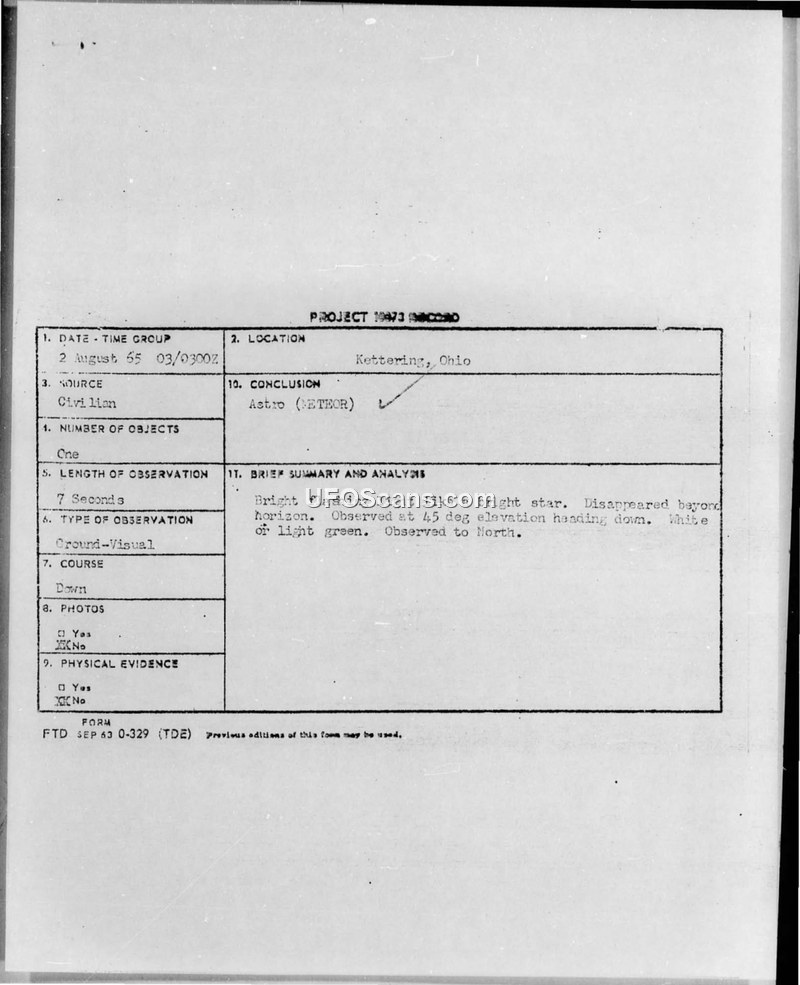 PROJECT 10073 RECORD
1. DATE - TIME GROUP
2 August 65 03/0300Z
2. LOCATION
Kettering, Ohio
3. SOURCE
Civilian
10. CONCLUSION
Astro (METEOR)
4. NUMBER OF OBJECTS
One
5. LENGTH OF OBSERVATION
7 Seconds
11. BRIEF SUMMARY AND ANALYSIS
Bright like bright star. Disappeared beyond
horizon. Observed at 45 deg elevation heading down. White
or light green. Observed to North.
UFOScans.com
6. TYPE OF OBSERVATION
Ground-Visual
7. COURSE
Down
8. PHOTOS
□ Yes
XX No
9. PHYSICAL EVIDENCE
□ Yes
XX No
FORM
FTD SEP 63 0-329 (TDE) Previous editions of this form may be used.